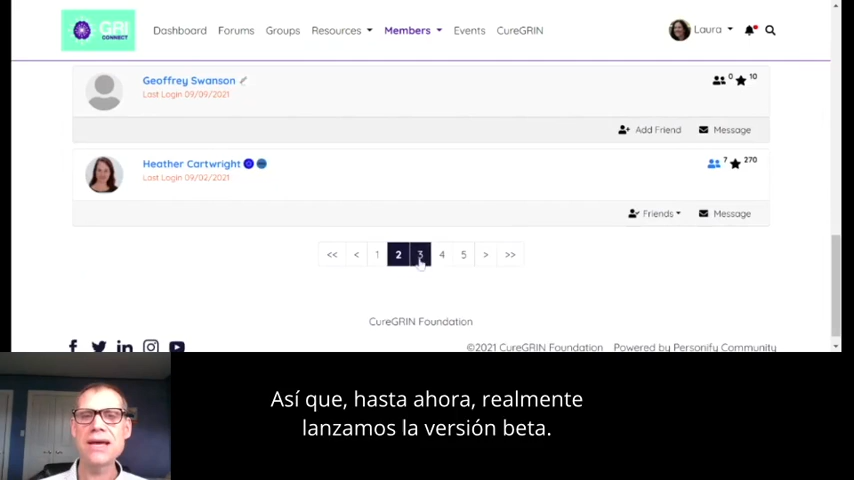 GRI
CONNECT
Dashboard Forums Groups Resources Members Events CureGRIN Laura
Geoffrey Swanson
Last Login 09/09/2021
0 10
Add Friend Message
Heather Cartwright
Last Login 09/02/2021
7 270
Friends Message
<< < 1 2 3 4 5 > >>
CureGRIN Foundation
©2021 CureGRIN Foundation Powered by Personify Community
Así que, hasta ahora, realmente
lanzamos la versión beta.